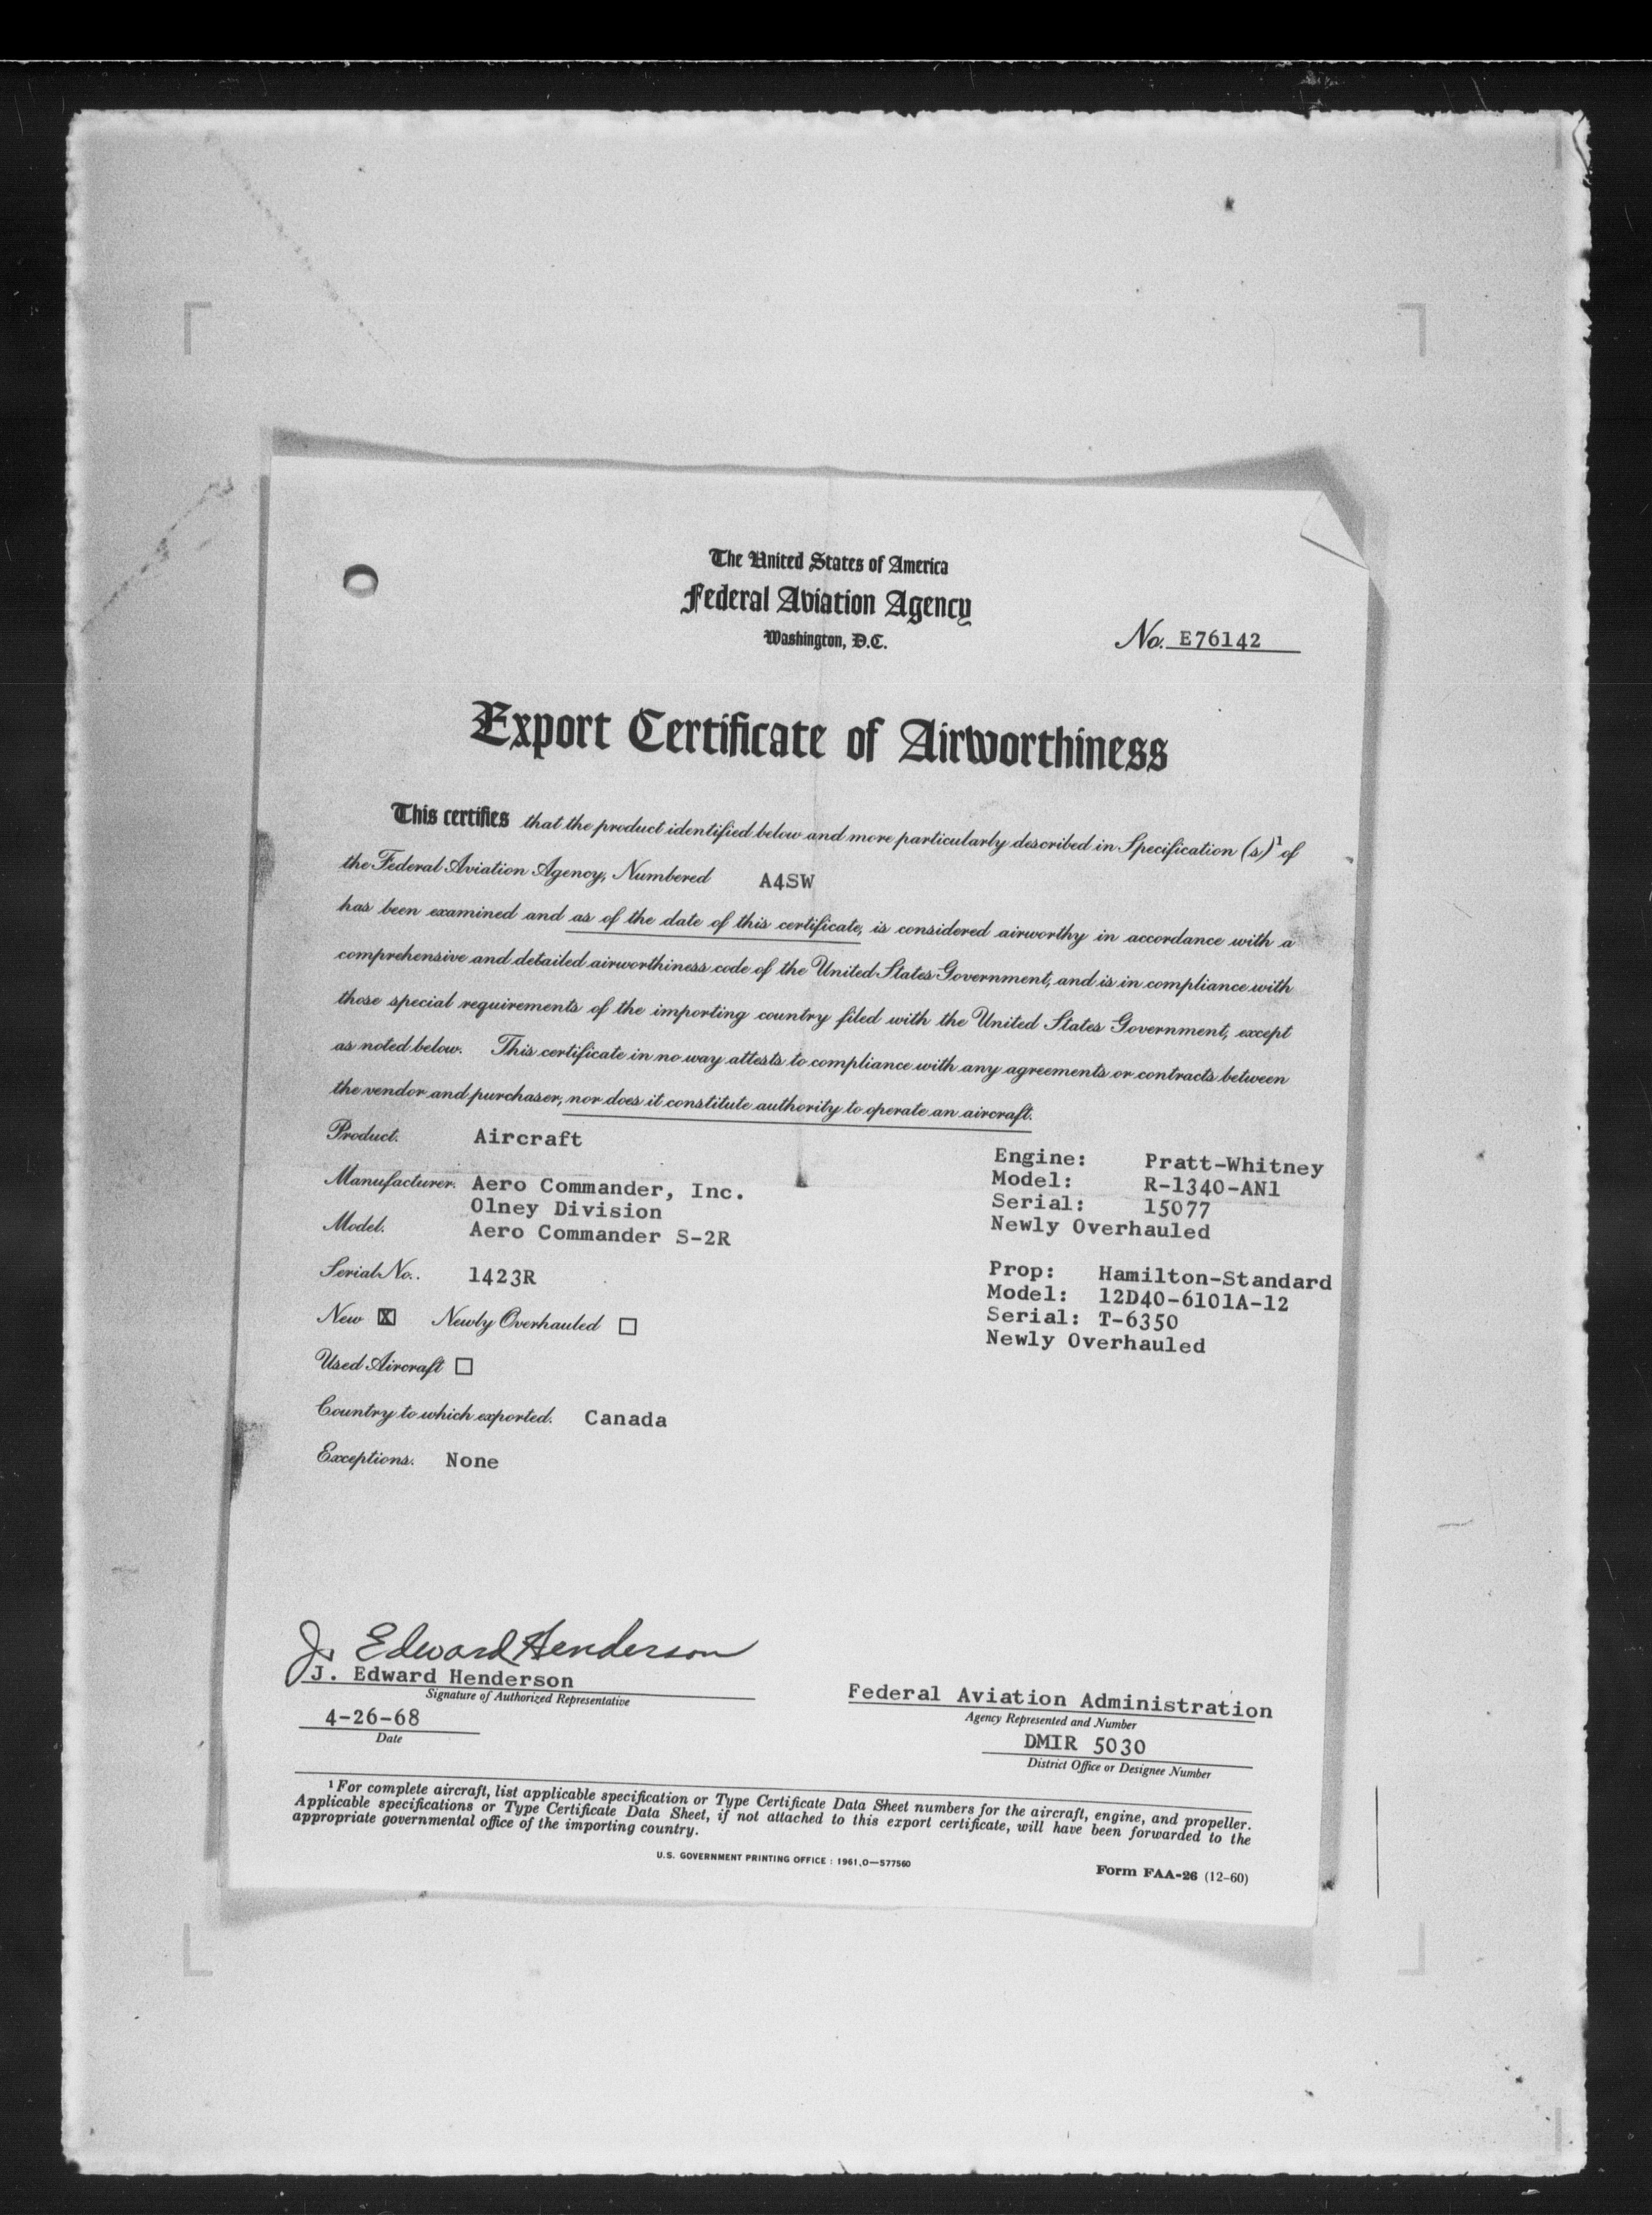 The United States of America
Federal Aviation Agency
Washington, D.C.
No. E76142
Export Certificate of Airworthiness
This certifies that the product identified below and more particularly described in Specification (s)¹ of
the Federal Aviation Agency, Numbered A4SW
has been examined and as of the date of this certificate, is considered airworthy in accordance with a
comprehensive and detailed airworthiness code of the United States Government, and is in compliance with
those special requirements of the importing country filed with the United States Government, except
as noted below. This certificate in no way attests to compliance with any agreements or contracts between
the vendor and purchaser, nor does it constitute authority to operate an aircraft.
Product. Aircraft
Manufacturer. Aero Commander, Inc.
Olney Division
Model. Aero Commander S-2R
Serial No.. 1423R
New ☒ Newly Overhauled ☐
Used Aircraft ☐
Country to which exported. Canada
Exceptions. None
Engine: Pratt-Whitney
Model: R-1340-AN1
Serial: 15077
Newly Overhauled
Prop: Hamilton-Standard
Model: 12D40-6101A-12
Serial: T-6350
Newly Overhauled
J. Edward Henderson
J. Edward Henderson
Signature of Authorized Representative
4-26-68
Date
Federal Aviation Administration
Agency Represented and Number
DMIR 5030
District Office or Designee Number
¹ For complete aircraft, list applicable specification or Type Certificate Data Sheet numbers for the aircraft, engine, and propeller.
Applicable specifications or Type Certificate Data Sheet, if not attached to this export certificate, will have been forwarded to the
appropriate governmental office of the importing country.
U.S. GOVERNMENT PRINTING OFFICE : 1961,O—577560
Form FAA-26 (12-60)